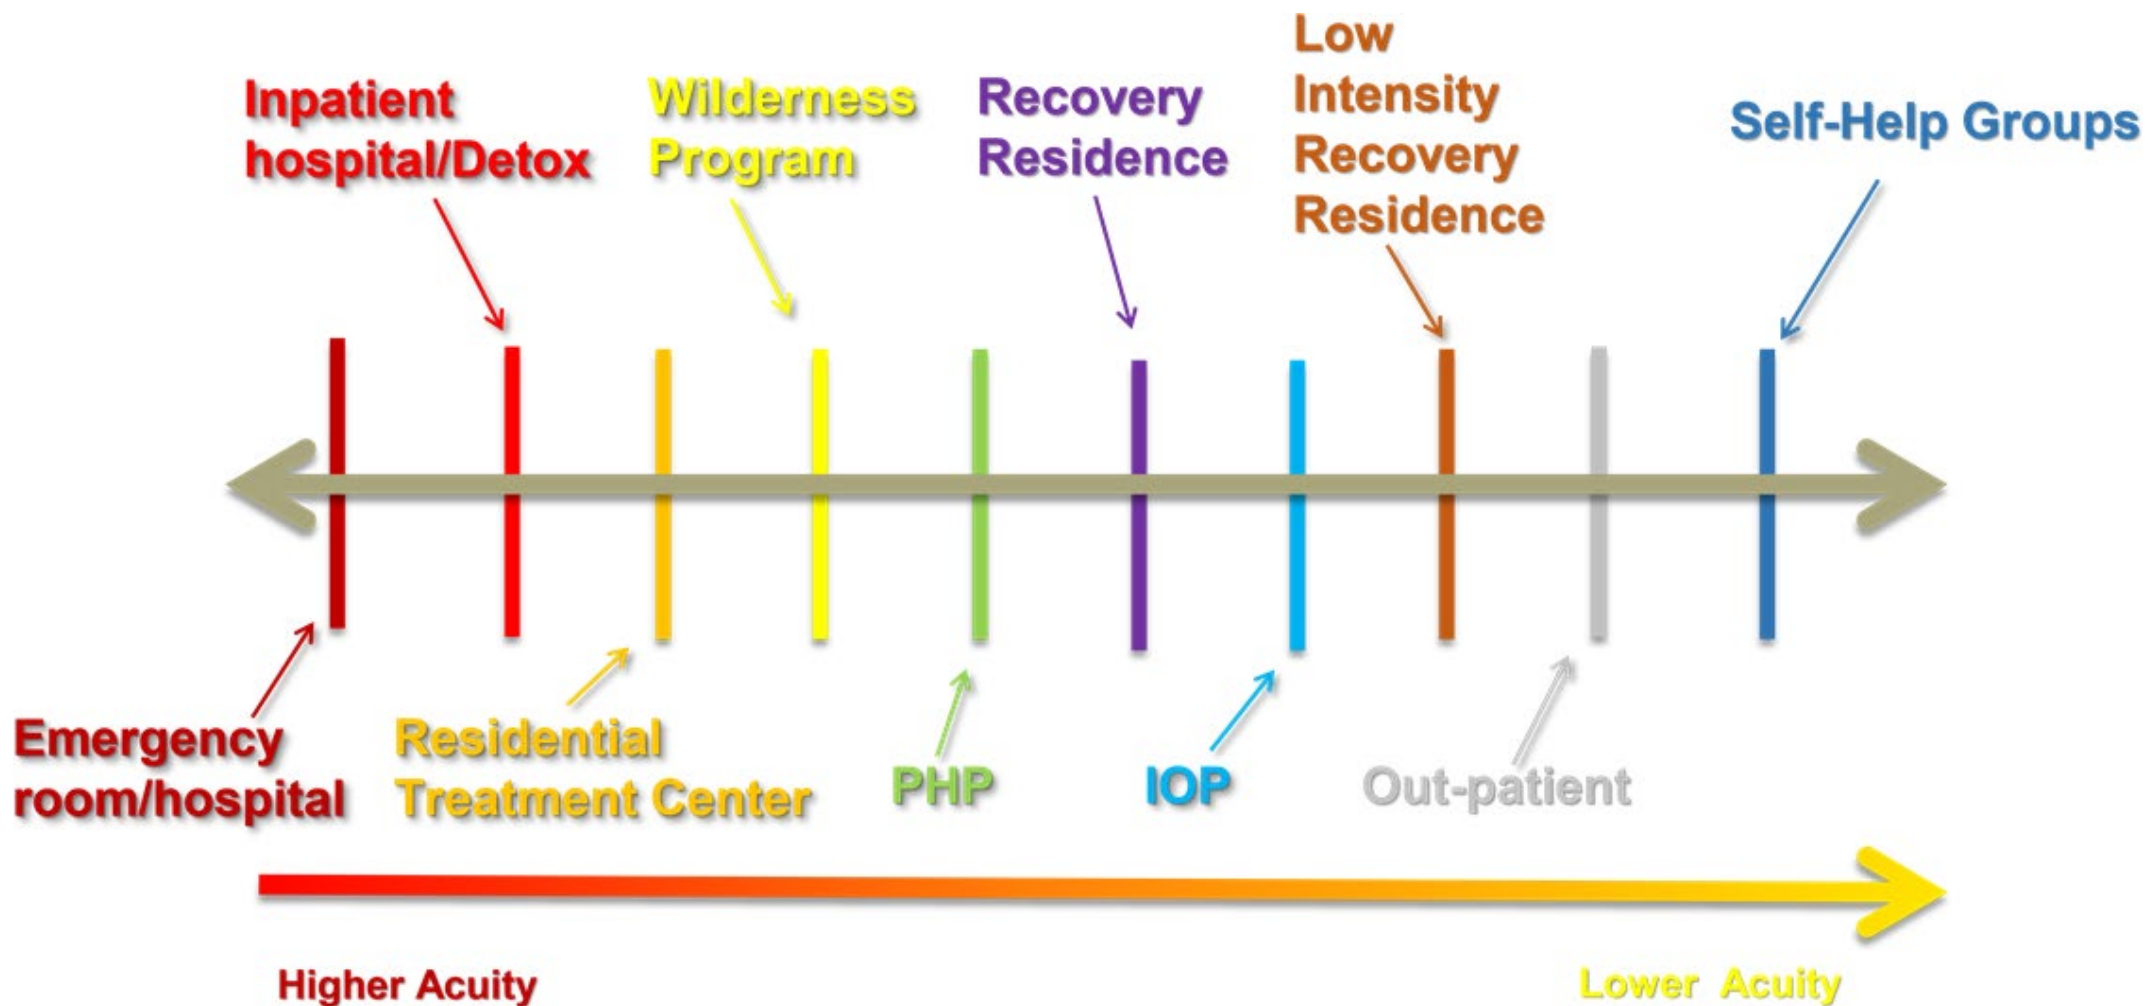 Inpatient
hospital/Detox
Wilderness
Program
Recovery
Residence
Low
Intensity
Recovery
Residence
Self-Help Groups
Emergency
room/hospital
Residential
Treatment Center
PHP
IOP
Out-patient
Higher Acuity
Lower Acuity